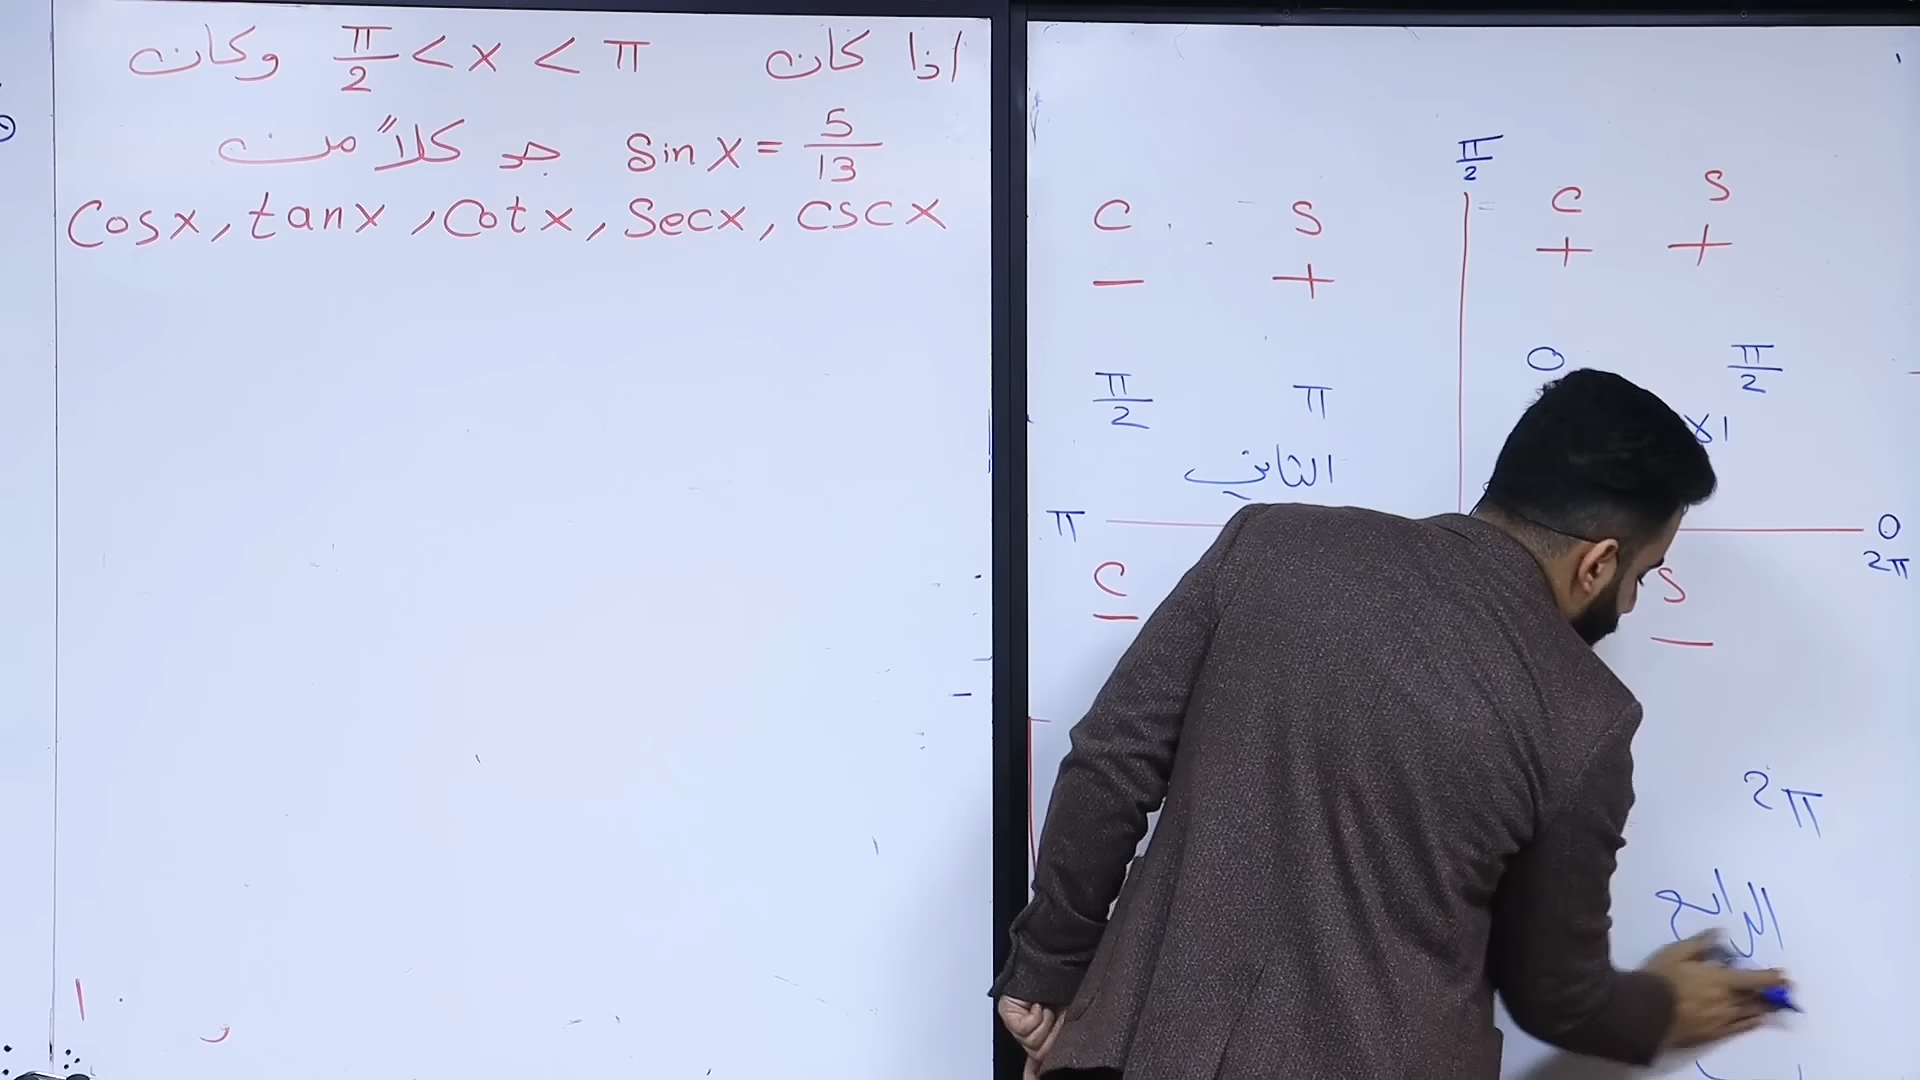 اذا كان π/2 < x < π وكان
sin x = 5/13 جد كلاً من
Cosx, tanx, Cotx, Secx, CSCX
π/2
C S
C S
− +
+ +
0 π/2
π/2 π
الثاني
π
0
2π
C S
− −
2π
الرابع